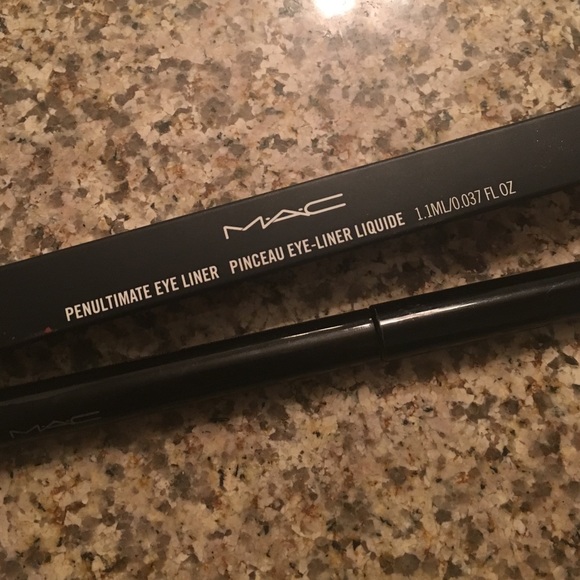 M·A·C
PENULTIMATE EYE LINER PINCEAU EYE-LINER LIQUIDE 1.1ML/0.037 FL OZ
M·A·C